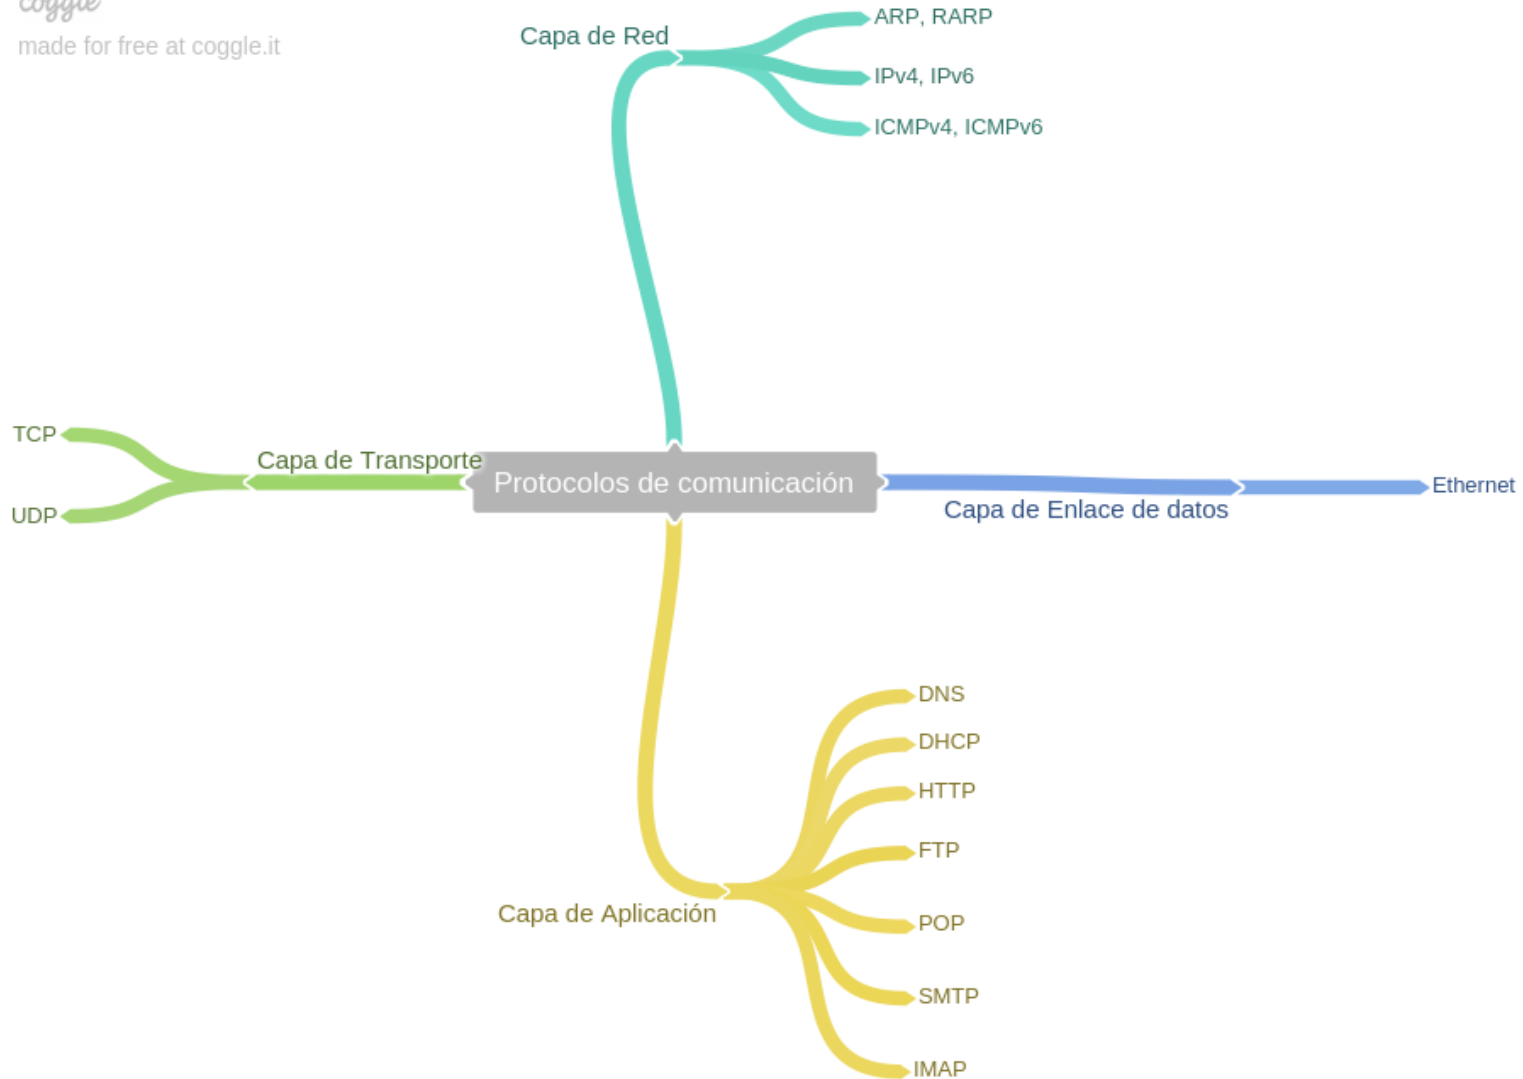 coggle
made for free at coggle.it
Capa de Red
ARP, RARP
IPv4, IPv6
ICMPv4, ICMPv6
TCP
UDP
Capa de Transporte
Protocolos de comunicación
Capa de Enlace de datos
Ethernet
Capa de Aplicación
DNS
DHCP
HTTP
FTP
POP
SMTP
IMAP